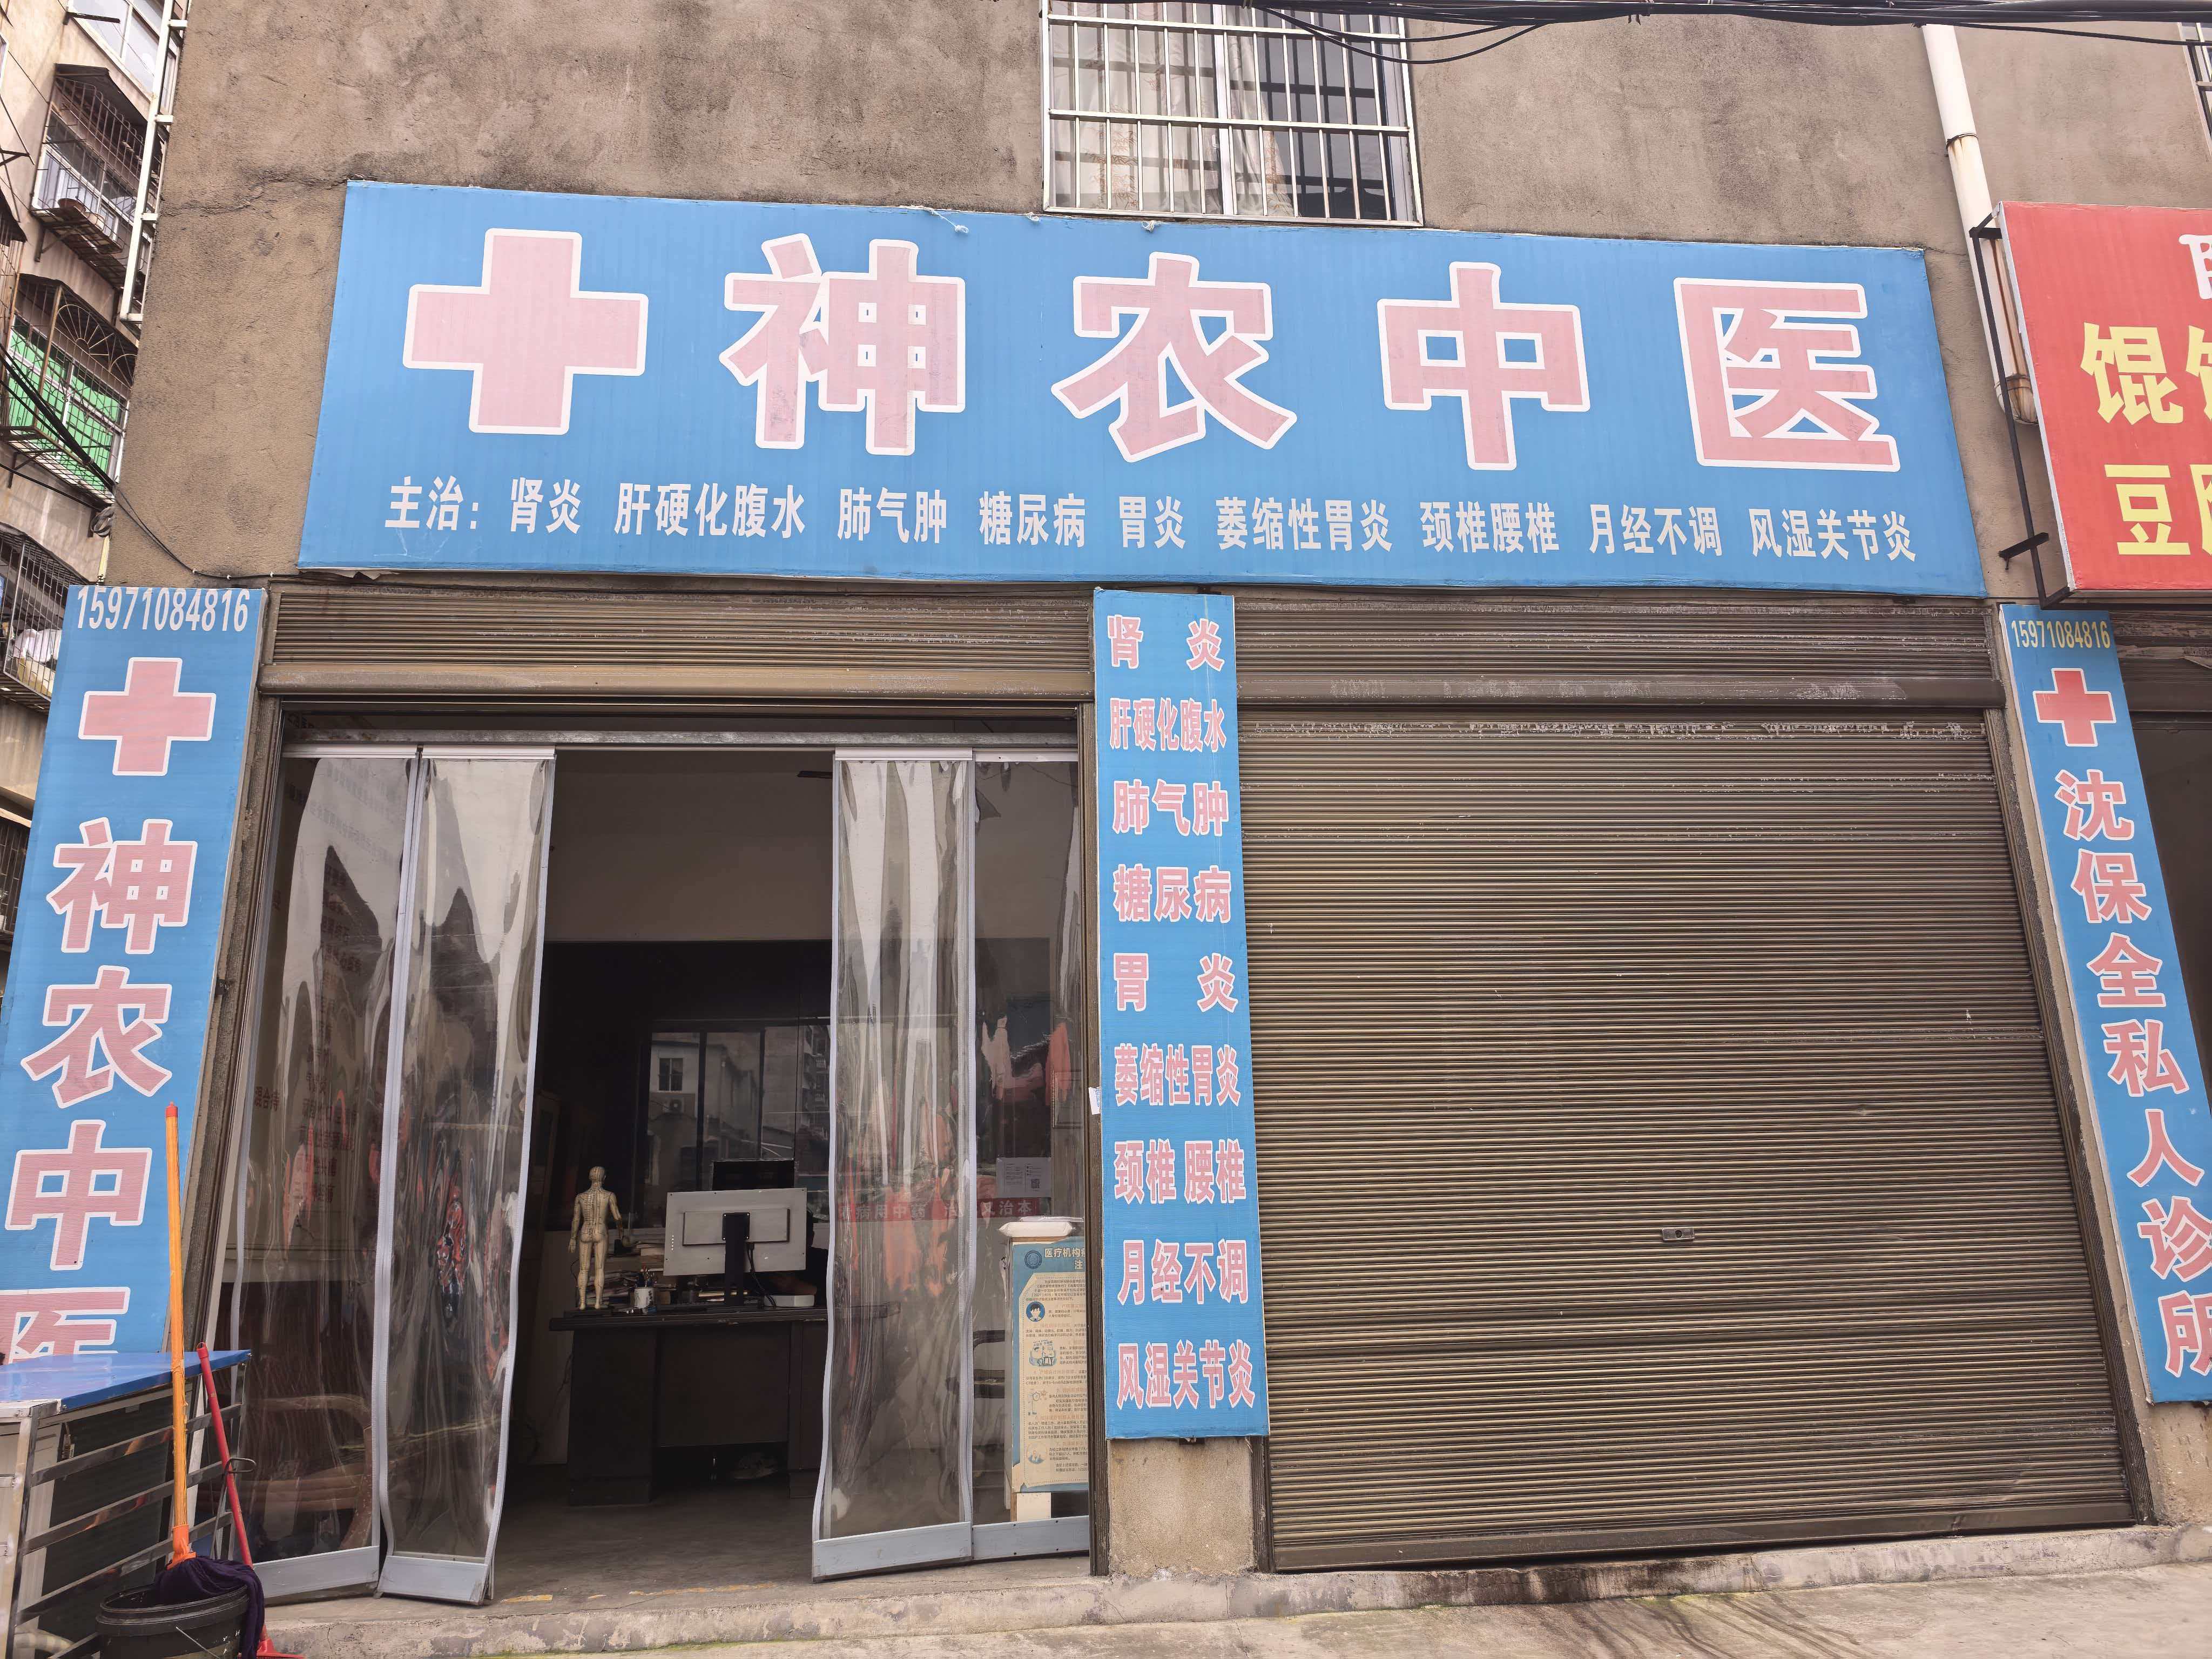 神农中医
主治：肾炎 肝硬化腹水 肺气肿 糖尿病 胃炎 萎缩性胃炎 颈椎腰椎 月经不调 风湿关节炎
15971084816
神农中医
肾 炎
肝硬化腹水
肺气肿
糖尿病
胃 炎
萎缩性胃炎
颈椎 腰椎
月经不调
风湿关节炎
15971084816
沈保全私人诊所
馄
豆
医疗机构